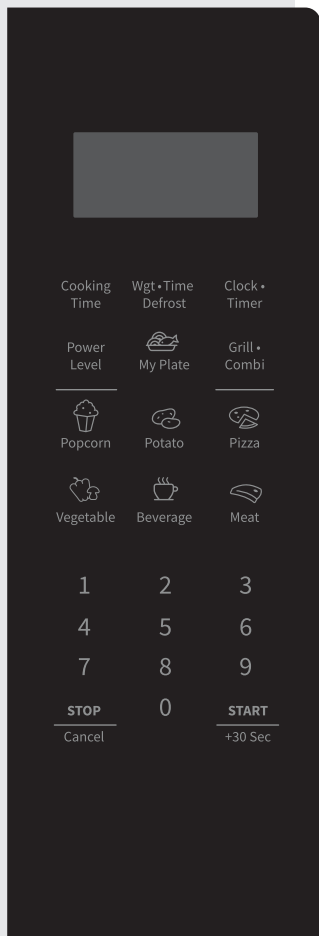 Cooking Time
Wgt•Time Defrost
Clock• Timer
Power Level
My Plate
Grill• Combi
Popcorn
Potato
Pizza
Vegetable
Beverage
Meat
1 2 3
4 5 6
7 8 9
STOP 0 START
Cancel +30 Sec